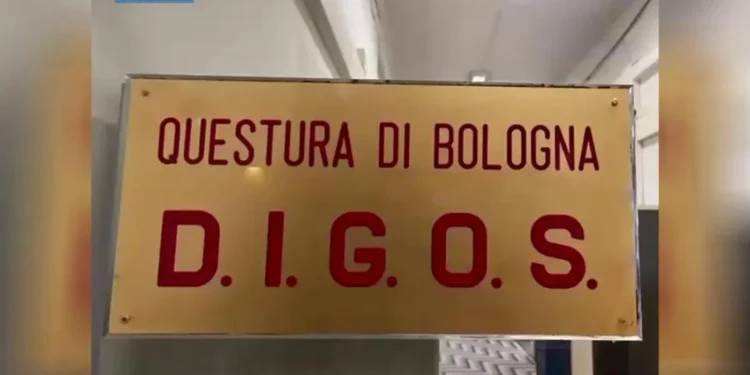 QUESTURA DI BOLOGNA
D.I.G.O.S.